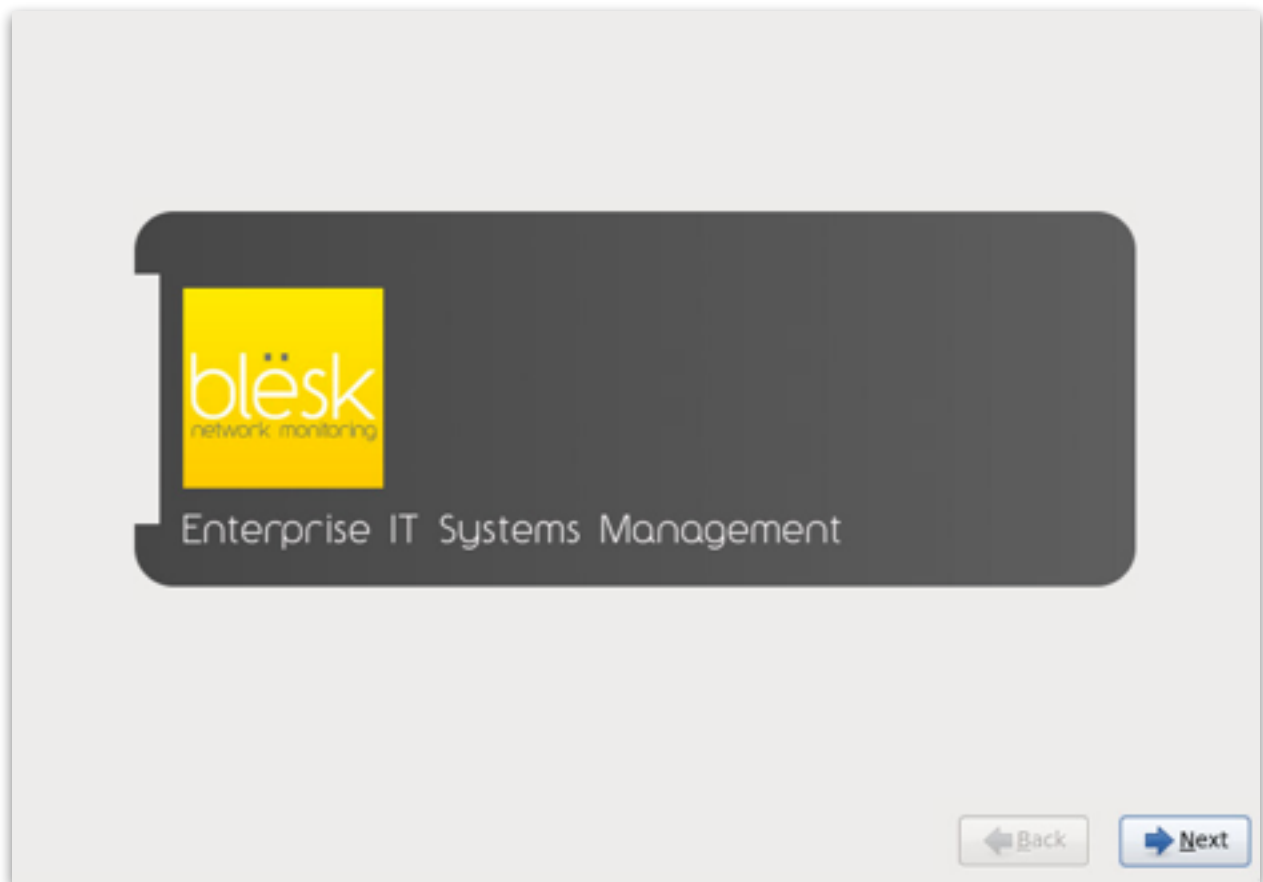 blësk
network monitoring
Enterprise IT Systems Management
Back
Next